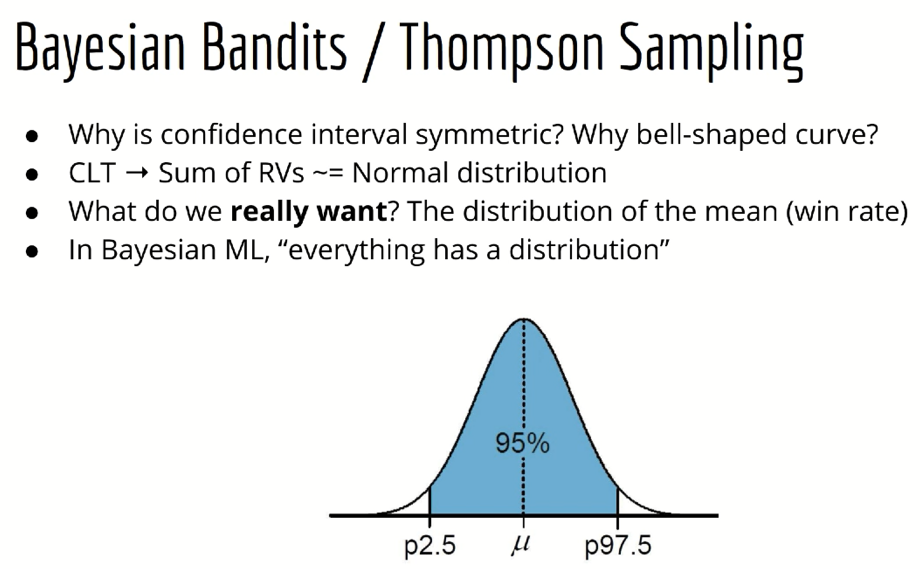 Bayesian Bandits / Thompson Sampling
● Why is confidence interval symmetric? Why bell-shaped curve?
● CLT → Sum of RVs ~= Normal distribution
● What do we really want? The distribution of the mean (win rate)
● In Bayesian ML, “everything has a distribution”
95%
p2.5 μ p97.5